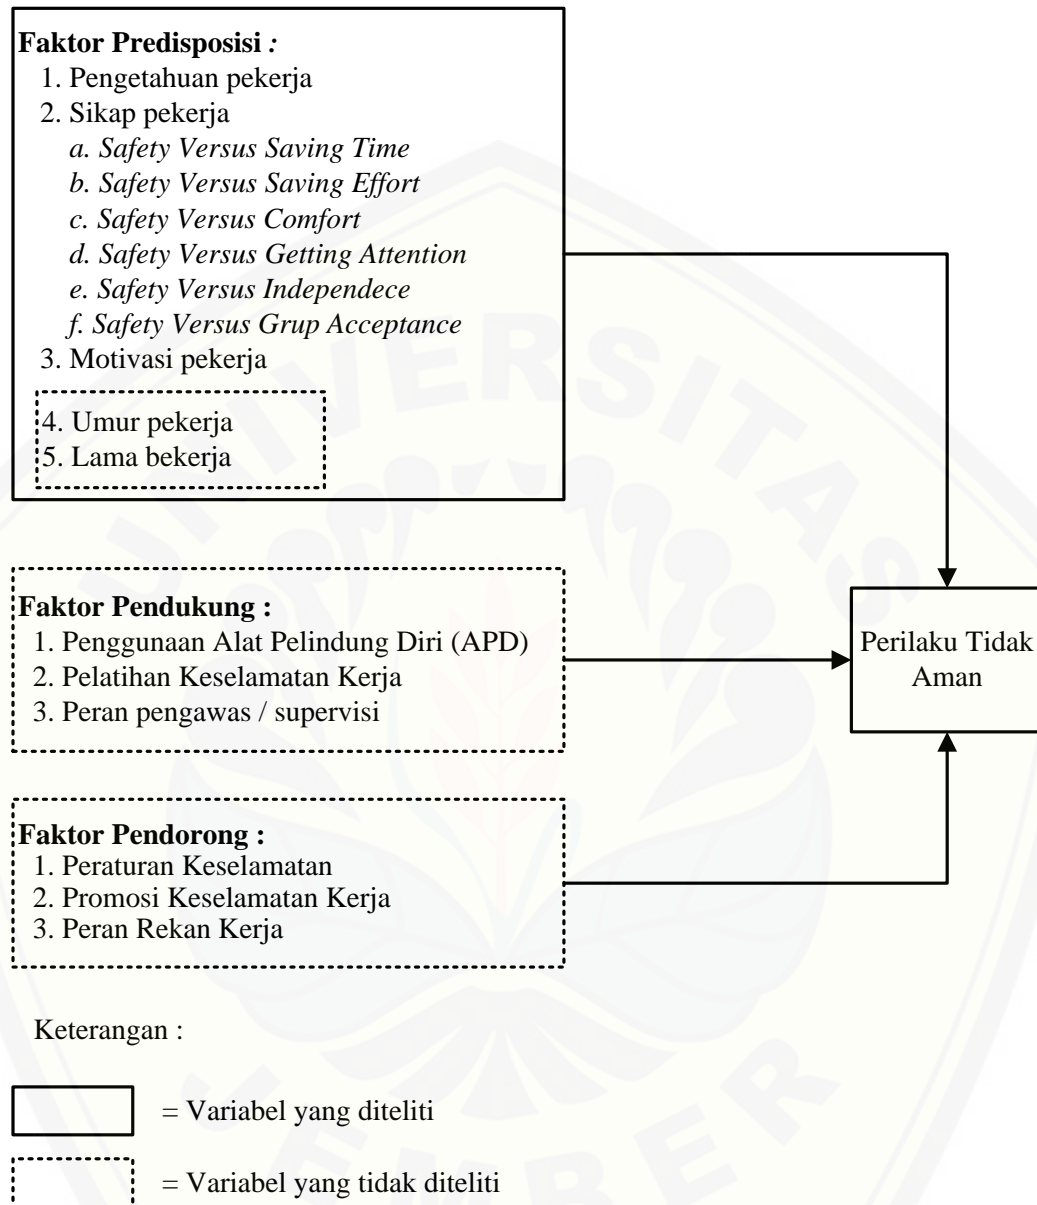 Faktor Predisposisi :
1. Pengetahuan pekerja
2. Sikap pekerja
a. Safety Versus Saving Time
b. Safety Versus Saving Effort
c. Safety Versus Comfort
d. Safety Versus Getting Attention
e. Safety Versus Independece
f. Safety Versus Grup Acceptance
3. Motivasi pekerja
4. Umur pekerja
5. Lama bekerja
Faktor Pendukung :
1. Penggunaan Alat Pelindung Diri (APD)
2. Pelatihan Keselamatan Kerja
3. Peran pengawas / supervisi
Perilaku Tidak
Aman
Faktor Pendorong :
1. Peraturan Keselamatan
2. Promosi Keselamatan Kerja
3. Peran Rekan Kerja
Keterangan :
= Variabel yang diteliti
= Variabel yang tidak diteliti
UNIVERSITAS
JEMBER